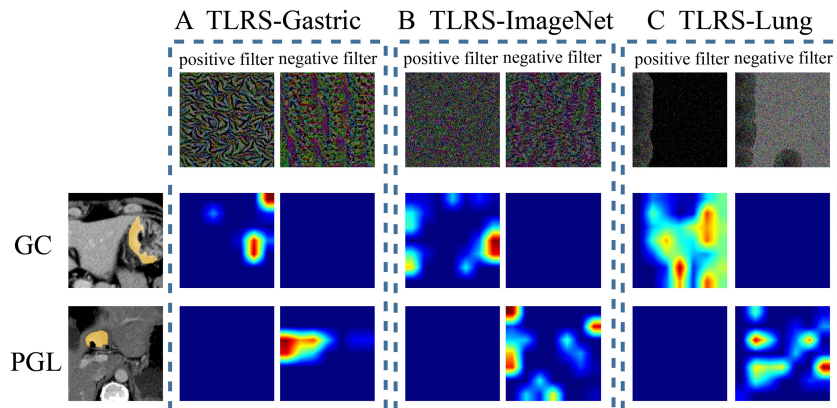 A TLRS-Gastric B TLRS-ImageNet C TLRS-Lung
positive filter negative filter positive filter negative filter positive filter negative filter
GC
PGL